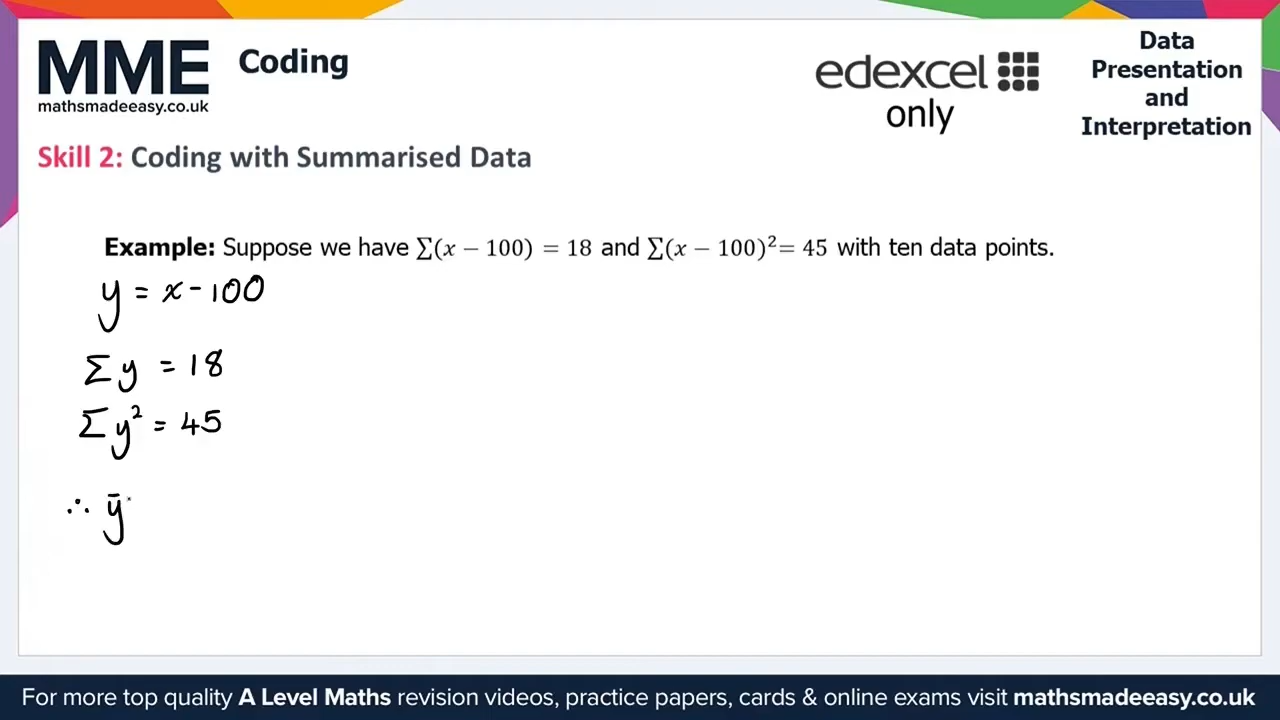 MME
mathsmadeeasy.co.uk
Coding
edexcel
only
Data
Presentation
and
Interpretation
Skill 2: Coding with Summarised Data
Example: Suppose we have ∑(x − 100) = 18 and ∑(x − 100)²= 45 with ten data points.
y = x - 100
Σy = 18
Σy² = 45
∴ ȳ
For more top quality A Level Maths revision videos, practice papers, cards & online exams visit mathsmadeeasy.co.uk